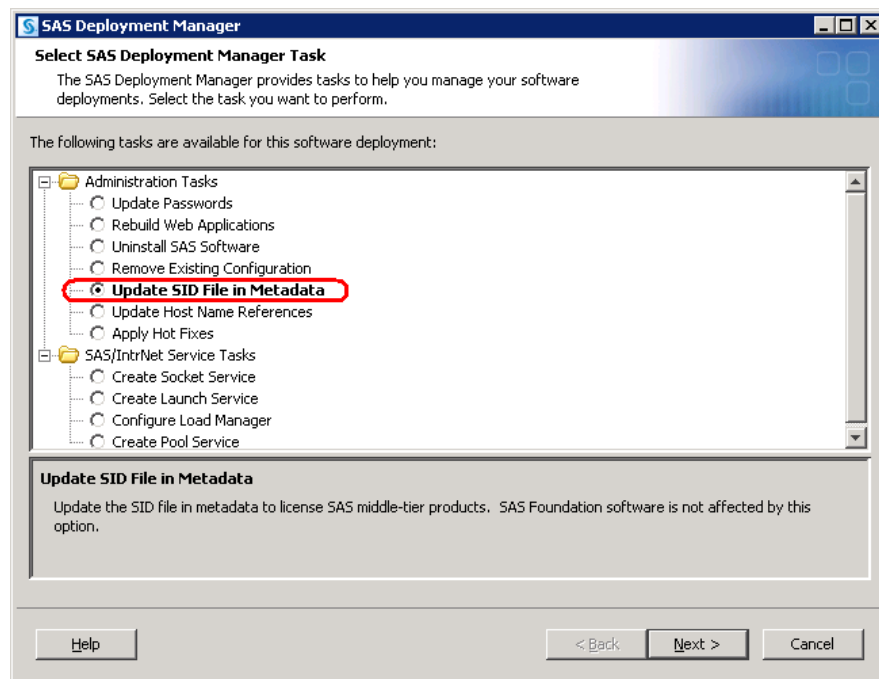 SAS Deployment Manager
Select SAS Deployment Manager Task
The SAS Deployment Manager provides tasks to help you manage your software
deployments. Select the task you want to perform.
The following tasks are available for this software deployment:
Administration Tasks
Update Passwords
Rebuild Web Applications
Uninstall SAS Software
Remove Existing Configuration
Update SID File in Metadata
Update Host Name References
Apply Hot Fixes
SAS/IntrNet Service Tasks
Create Socket Service
Create Launch Service
Configure Load Manager
Create Pool Service
Update SID File in Metadata
Update the SID file in metadata to license SAS middle-tier products. SAS Foundation software is not affected by this
option.
Help < Back Next > Cancel